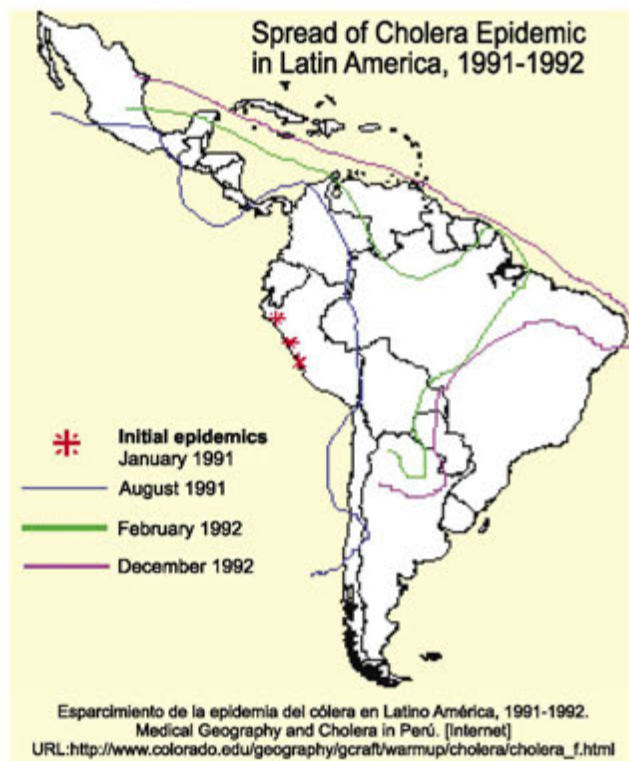 Spread of Cholera Epidemic
in Latin America, 1991-1992
Initial epidemics
January 1991
August 1991
February 1992
December 1992
Esparcimiento de la epidemia del cólera en Latino América, 1991-1992.
Medical Geography and Cholera in Perú. [Internet]
URL:http://www.colorado.edu/geography/gcraft/warmup/cholera/cholera_f.html